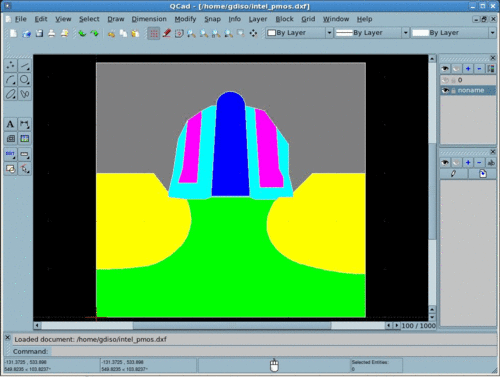 QCad - [/home/gdiso/intel_pmos.dxf]
File Edit View Select Draw Dimension Modify Snap Info Layer Block Grid Window Help
By Layer By Layer By Layer
0
noname
A
100 / 1000
Loaded document: /home/gdiso/intel_pmos.dxf
Command:
-131.3725 , 533.898 -131.3725 , 533.898 Selected Entities:
549.8235 < 103.8237° 549.8235 < 103.8237° 0